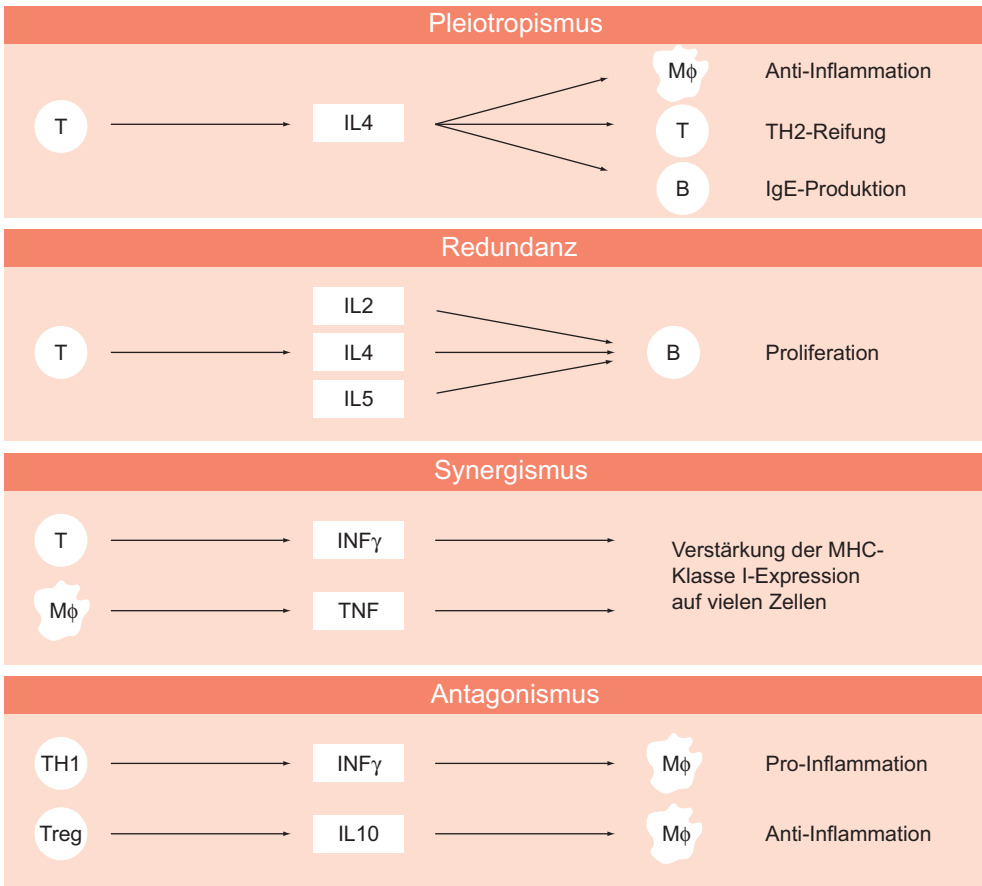 Pleiotropismus
Mϕ Anti-Inflammation
T IL4 T TH2-Reifung
B IgE-Produktion
Redundanz
IL2
T IL4 B Proliferation
IL5
Synergismus
T INFγ
Verstärkung der MHC-
Klasse I-Expression
auf vielen Zellen
Mϕ TNF
Antagonismus
TH1 INFγ Mϕ Pro-Inflammation
Treg IL10 Mϕ Anti-Inflammation